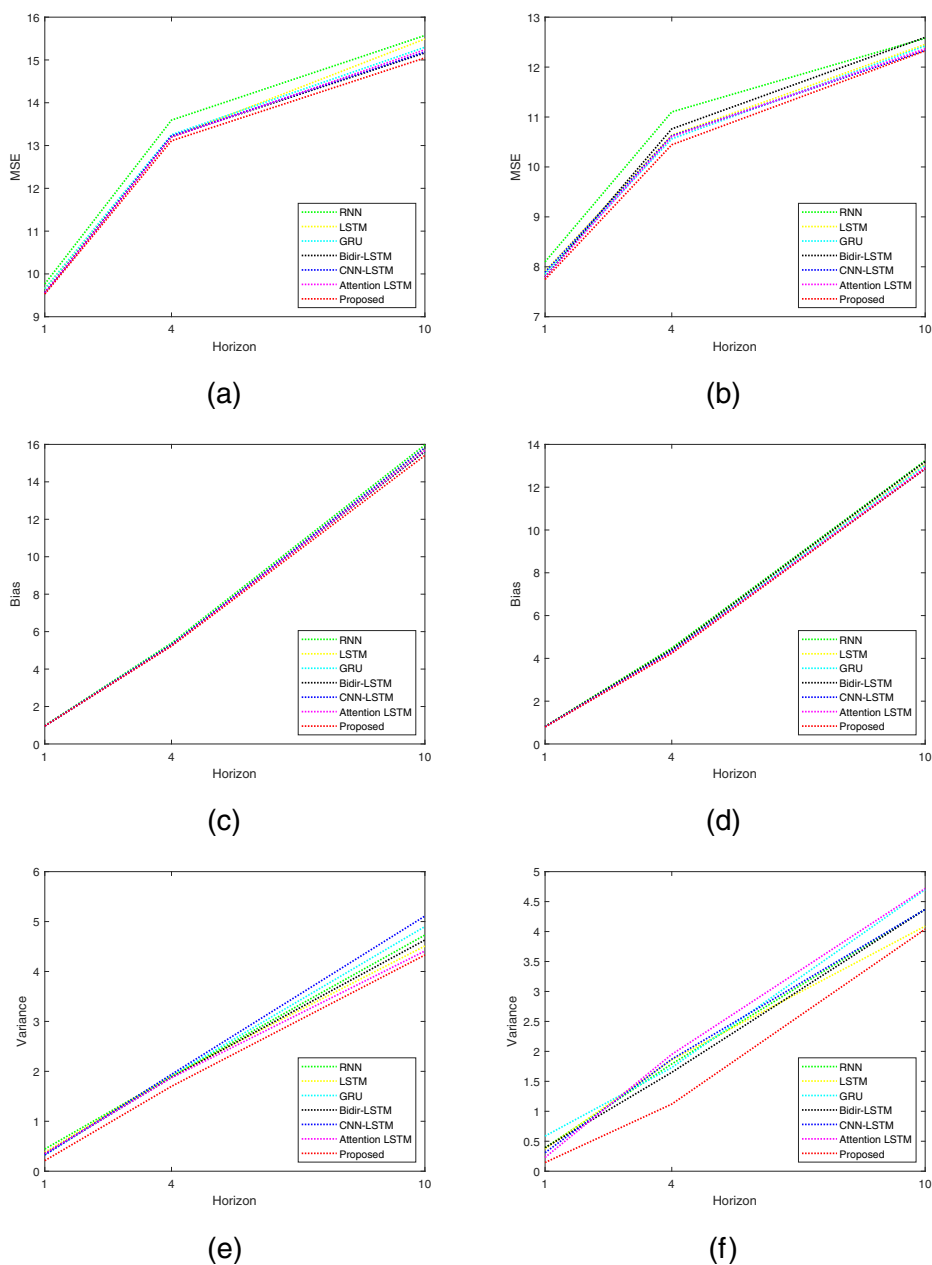 16
15
14
13
12
11
10
9
MSE
1
4
10
Horizon
RNN
LSTM
GRU
Bidir-LSTM
CNN-LSTM
Attention LSTM
Proposed
(a)
13
12
11
10
9
8
7
MSE
1
4
10
Horizon
RNN
LSTM
GRU
Bidir-LSTM
CNN-LSTM
Attention LSTM
Proposed
(b)
16
14
12
10
8
6
4
2
0
Bias
1
4
10
Horizon
RNN
LSTM
GRU
Bidir-LSTM
CNN-LSTM
Attention LSTM
Proposed
(c)
14
12
10
8
6
4
2
0
Bias
1
4
10
Horizon
RNN
LSTM
GRU
Bidir-LSTM
CNN-LSTM
Attention LSTM
Proposed
(d)
6
5
4
3
2
1
0
Variance
1
4
10
Horizon
RNN
LSTM
GRU
Bidir-LSTM
CNN-LSTM
Attention LSTM
Proposed
(e)
5
4.5
4
3.5
3
2.5
2
1.5
1
0.5
0
Variance
1
4
10
Horizon
RNN
LSTM
GRU
Bidir-LSTM
CNN-LSTM
Attention LSTM
Proposed
(f)